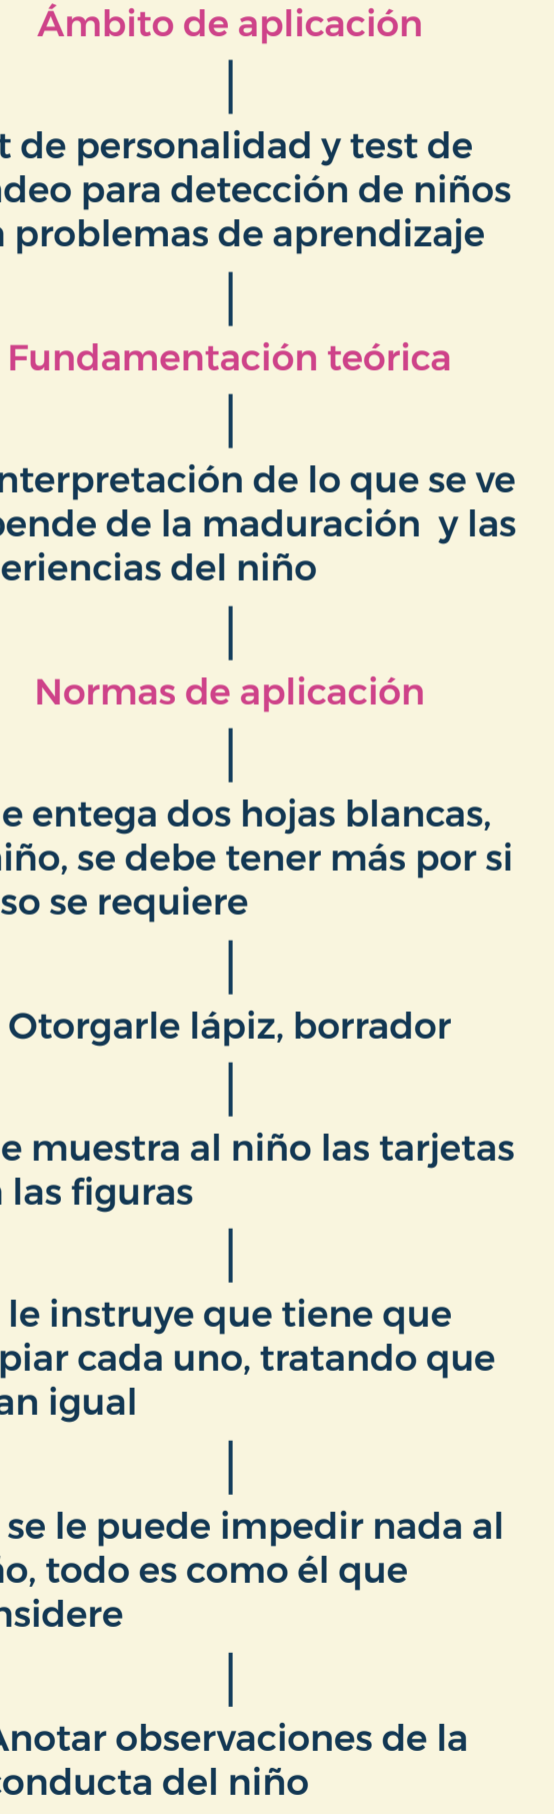 Ámbito de aplicación
t de personalidad y test de
deo para detección de niños
problemas de aprendizaje
Fundamentación teórica
nterpretación de lo que se ve
ende de la maduración y las
eriencias del niño
Normas de aplicación
e entega dos hojas blancas,
iño, se debe tener más por si
so se requiere
Otorgarle lápiz, borrador
e muestra al niño las tarjetas
las figuras
le instruye que tiene que
piar cada uno, tratando que
an igual
se le puede impedir nada al
o, todo es como él que
nsidere
Anotar observaciones de la
conducta del niño